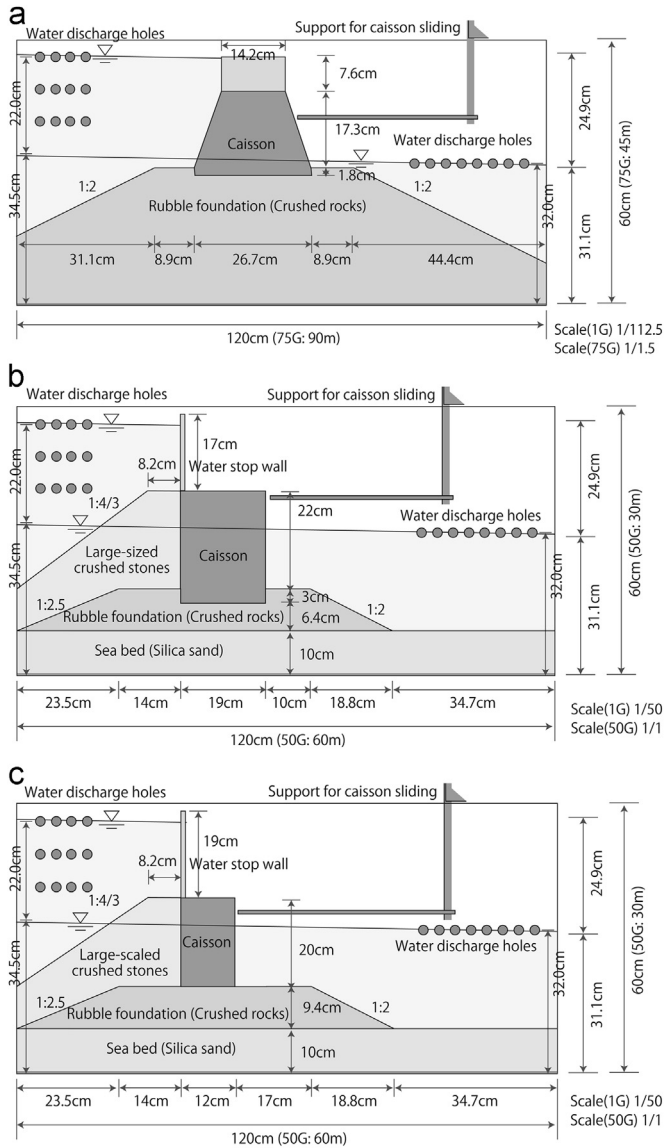 a
Water discharge holes
Support for caisson sliding
14.2cm
7.6cm
22.0cm
17.3cm
24.9cm
Caisson
Water discharge holes
1.8cm
1:2
1:2
34.5cm
Rubble foundation (Crushed rocks)
32.0cm
31.1cm
60cm (75G: 45m)
31.1cm
8.9cm
26.7cm
8.9cm
44.4cm
120cm (75G: 90m)
Scale(1G) 1/112.5
Scale(75G) 1/1.5
b
Water discharge holes
Support for caisson sliding
17cm
8.2cm
Water stop wall
22.0cm
24.9cm
1:4/3
22cm
Water discharge holes
Large-sized
crushed stones
Caisson
34.5cm
32.0cm
31.1cm
60cm (50G: 30m)
1:2.5
3cm
1:2
Rubble foundation (Crushed rocks)
6.4cm
Sea bed (Silica sand)
10cm
23.5cm
14cm
19cm
10cm
18.8cm
34.7cm
120cm (50G: 60m)
Scale(1G) 1/50
Scale(50G) 1/1
c
Water discharge holes
Support for caisson sliding
19cm
8.2cm
Water stop wall
22.0cm
24.9cm
1:4/3
Water discharge holes
Large-scaled
crushed stones
Caisson
20cm
34.5cm
32.0cm
31.1cm
60cm (50G: 30m)
1:2.5
9.4cm
1:2
Rubble foundation (Crushed rocks)
Sea bed (Silica sand)
10cm
23.5cm
14cm
12cm
17cm
18.8cm
34.7cm
120cm (50G: 60m)
Scale(1G) 1/50
Scale(50G) 1/1